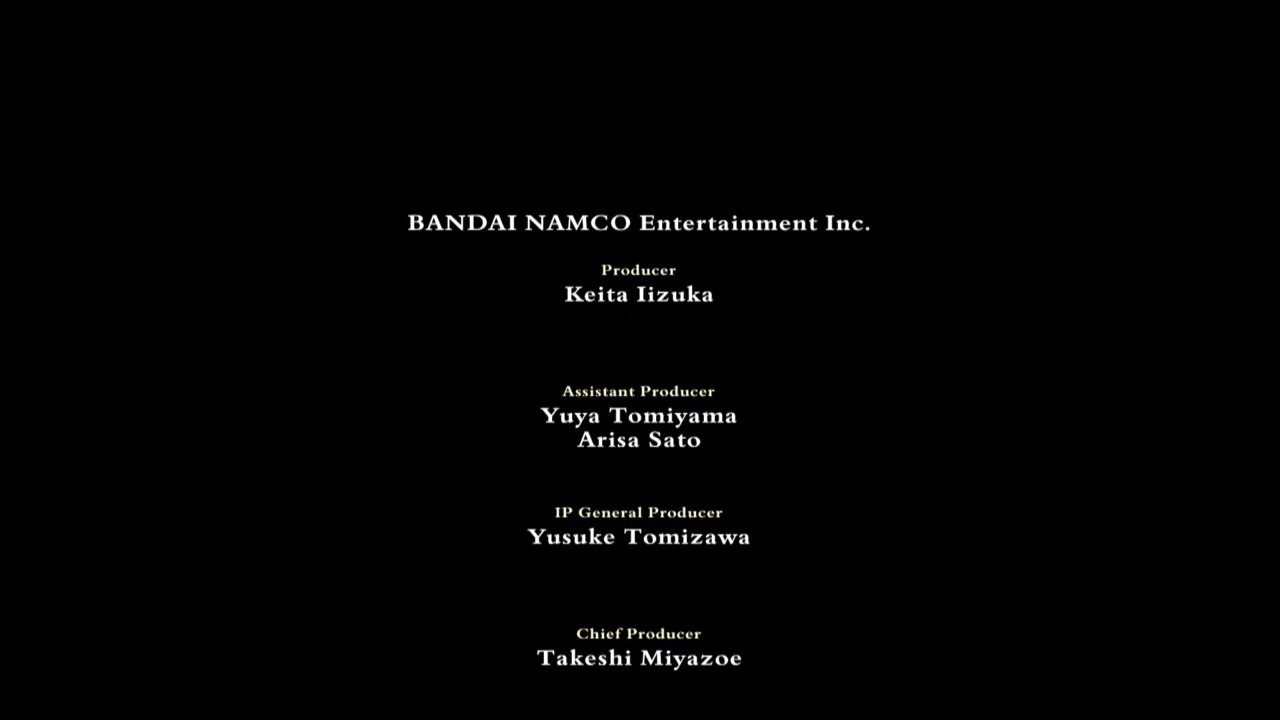 BANDAI NAMCO Entertainment Inc.
Producer
Keita Iizuka
Assistant Producer
Yuya Tomiyama
Arisa Sato
IP General Producer
Yusuke Tomizawa
Chief Producer
Takeshi Miyazoe